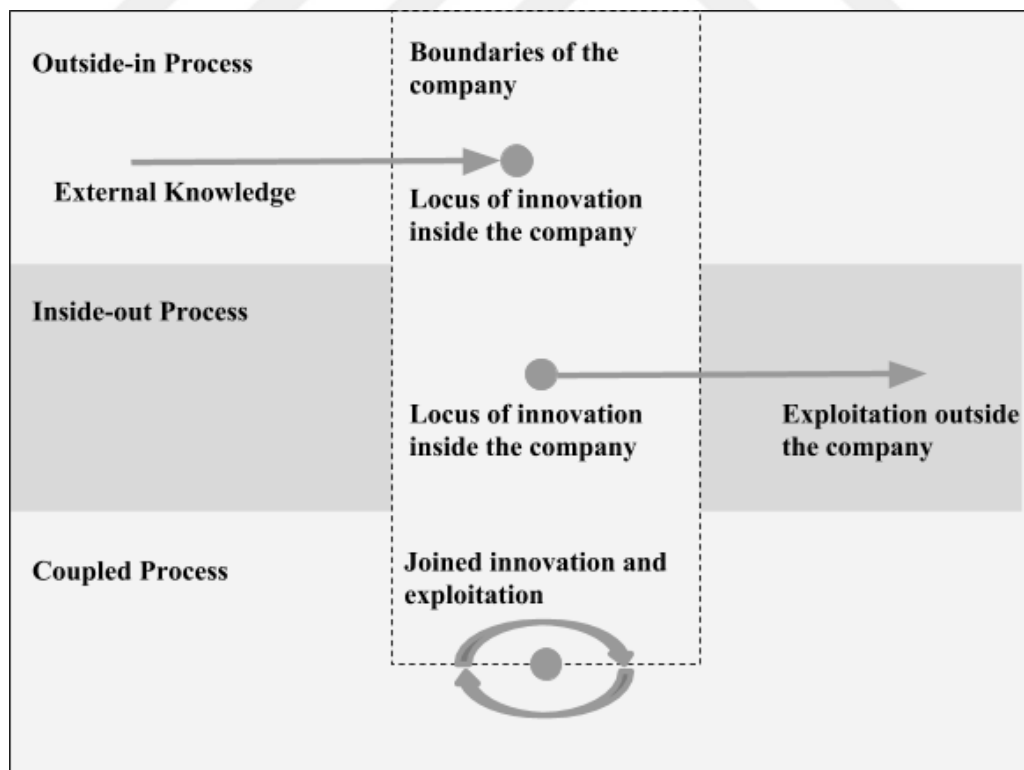 Outside-in Process
Boundaries of the
company
External Knowledge
Locus of innovation
inside the company
Inside-out Process
Locus of innovation
inside the company
Exploitation outside
the company
Coupled Process
Joined innovation and
exploitation